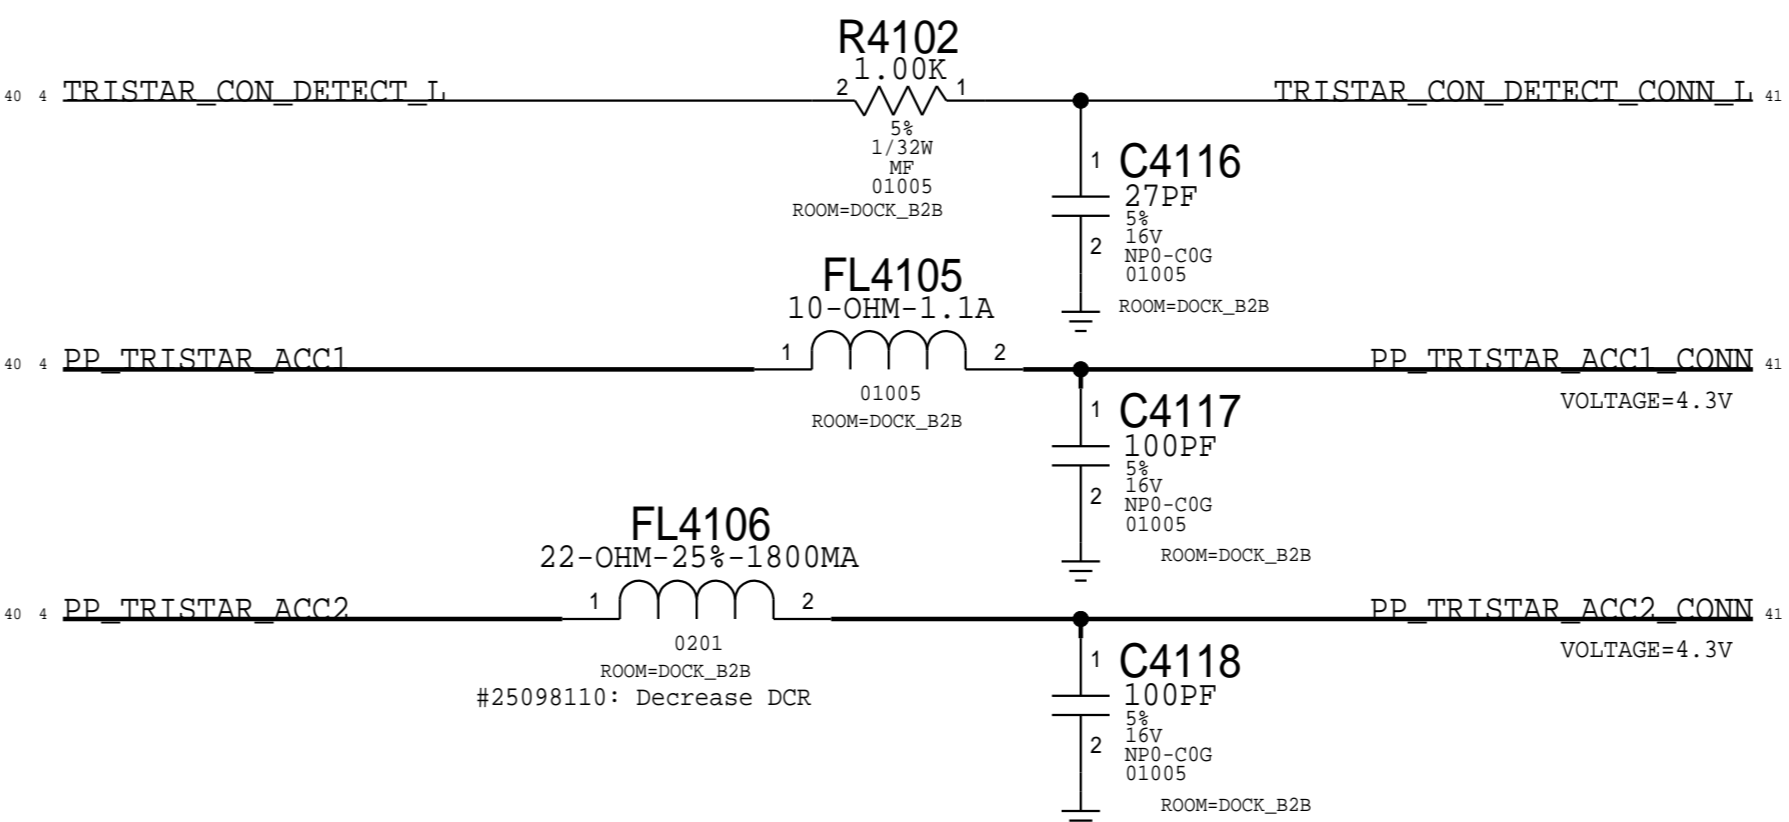 R4102
1.00K
40 4 TRISTAR_CON_DETECT_L 2 1 TRISTAR_CON_DETECT_CONN_L 41
5%
1/32W
MF
01005
ROOM=DOCK_B2B
1 C4116
27PF
5%
16V
2 NP0-C0G
01005
ROOM=DOCK_B2B
FL4105
10-OHM-1.1A
40 4 PP_TRISTAR_ACC1 1 2 PP_TRISTAR_ACC1_CONN 41
VOLTAGE=4.3V
01005
ROOM=DOCK_B2B
1 C4117
100PF
5%
16V
2 NP0-C0G
01005
ROOM=DOCK_B2B
FL4106
22-OHM-25%-1800MA
40 4 PP_TRISTAR_ACC2 1 2 PP_TRISTAR_ACC2_CONN 41
VOLTAGE=4.3V
0201
ROOM=DOCK_B2B
#25098110: Decrease DCR
1 C4118
100PF
5%
16V
2 NP0-C0G
01005
ROOM=DOCK_B2B